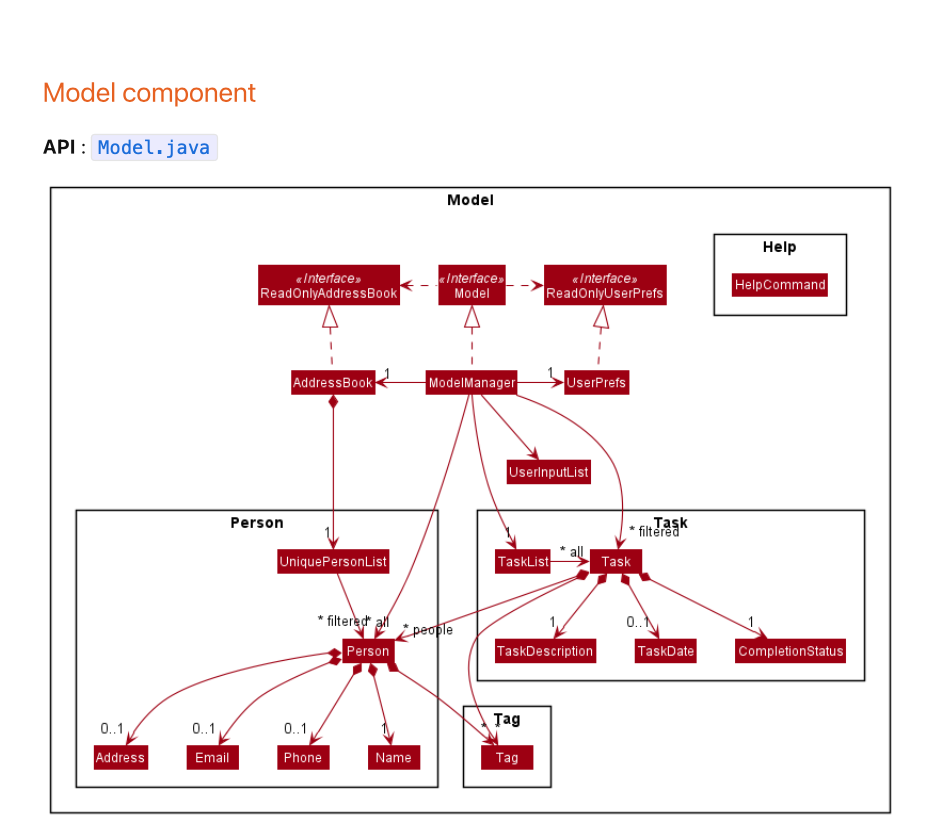 Model component
API : Model.java
Model
Help
HelpCommand
«Interface»
ReadOnlyAddressBook
«Interface»
Model
«Interface»
ReadOnlyUserPrefs
AddressBook
1
ModelManager
1
UserPrefs
UserInputList
Person
Task
1
UniquePersonList
1
TaskList
* all
* filtered
Task
* filtered
* all
* people
Person
1
TaskDescription
0..1
TaskDate
1
CompletionStatus
0..1
Address
0..1
Email
0..1
Phone
1
Name
Tag
*
*
Tag